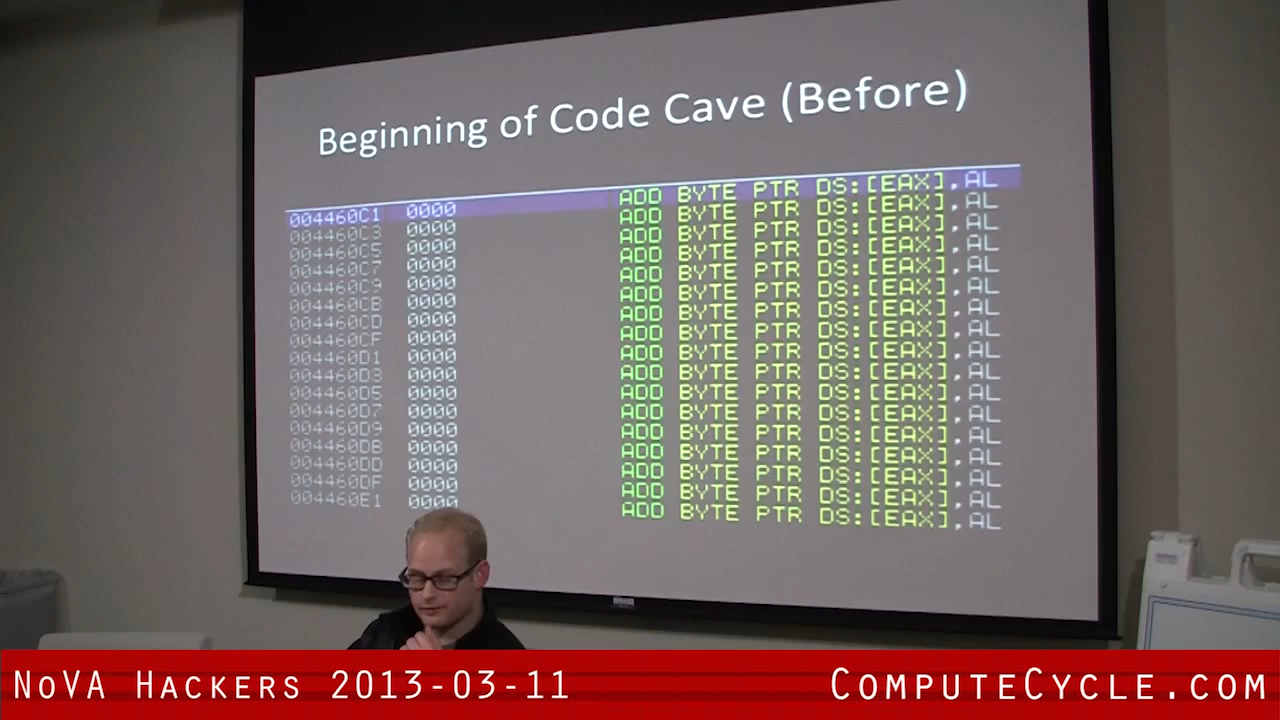 Beginning of Code Cave (Before)
004460C1 0000 ADD BYTE PTR DS:[EAX],AL
004460C3 0000 ADD BYTE PTR DS:[EAX],AL
004460C5 0000 ADD BYTE PTR DS:[EAX],AL
004460C7 0000 ADD BYTE PTR DS:[EAX],AL
004460C9 0000 ADD BYTE PTR DS:[EAX],AL
004460CB 0000 ADD BYTE PTR DS:[EAX],AL
004460CD 0000 ADD BYTE PTR DS:[EAX],AL
004460CF 0000 ADD BYTE PTR DS:[EAX],AL
004460D1 0000 ADD BYTE PTR DS:[EAX],AL
004460D3 0000 ADD BYTE PTR DS:[EAX],AL
004460D5 0000 ADD BYTE PTR DS:[EAX],AL
004460D7 0000 ADD BYTE PTR DS:[EAX],AL
004460D9 0000 ADD BYTE PTR DS:[EAX],AL
004460DB 0000 ADD BYTE PTR DS:[EAX],AL
004460DD 0000 ADD BYTE PTR DS:[EAX],AL
004460DF 0000 ADD BYTE PTR DS:[EAX],AL
004460E1 0000 ADD BYTE PTR DS:[EAX],AL
NoVA Hackers 2013-03-11
ComputeCycle.com